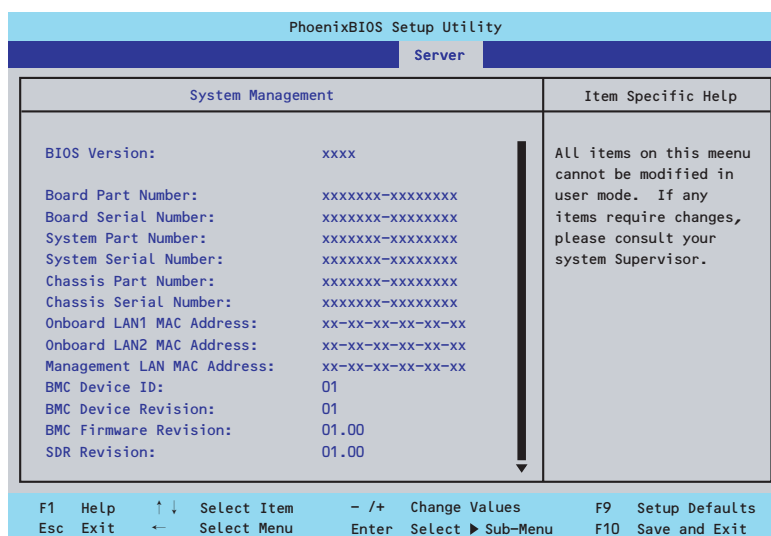 PhoenixBIOS Setup Utility
Server
System Management
Item Specific Help
BIOS Version: xxxx
Board Part Number: xxxxxxx-xxxxxxxx
Board Serial Number: xxxxxxx-xxxxxxxx
System Part Number: xxxxxxx-xxxxxxxx
System Serial Number: xxxxxxx-xxxxxxxx
Chassis Part Number: xxxxxxx-xxxxxxxx
Chassis Serial Number: xxxxxxx-xxxxxxxx
Onboard LAN1 MAC Address: xx-xx-xx-xx-xx-xx
Onboard LAN2 MAC Address: xx-xx-xx-xx-xx-xx
Management LAN MAC Address: xx-xx-xx-xx-xx-xx
BMC Device ID: 01
BMC Device Revision: 01
BMC Firmware Revision: 01.00
SDR Revision: 01.00
All items on this meenu
cannot be modified in
user mode. If any
items require changes,
please consult your
system Supervisor.
F1 Help ↑↓ Select Item - /+ Change Values F9 Setup Defaults
Esc Exit ← Select Menu Enter Select ▶ Sub-Menu F10 Save and Exit